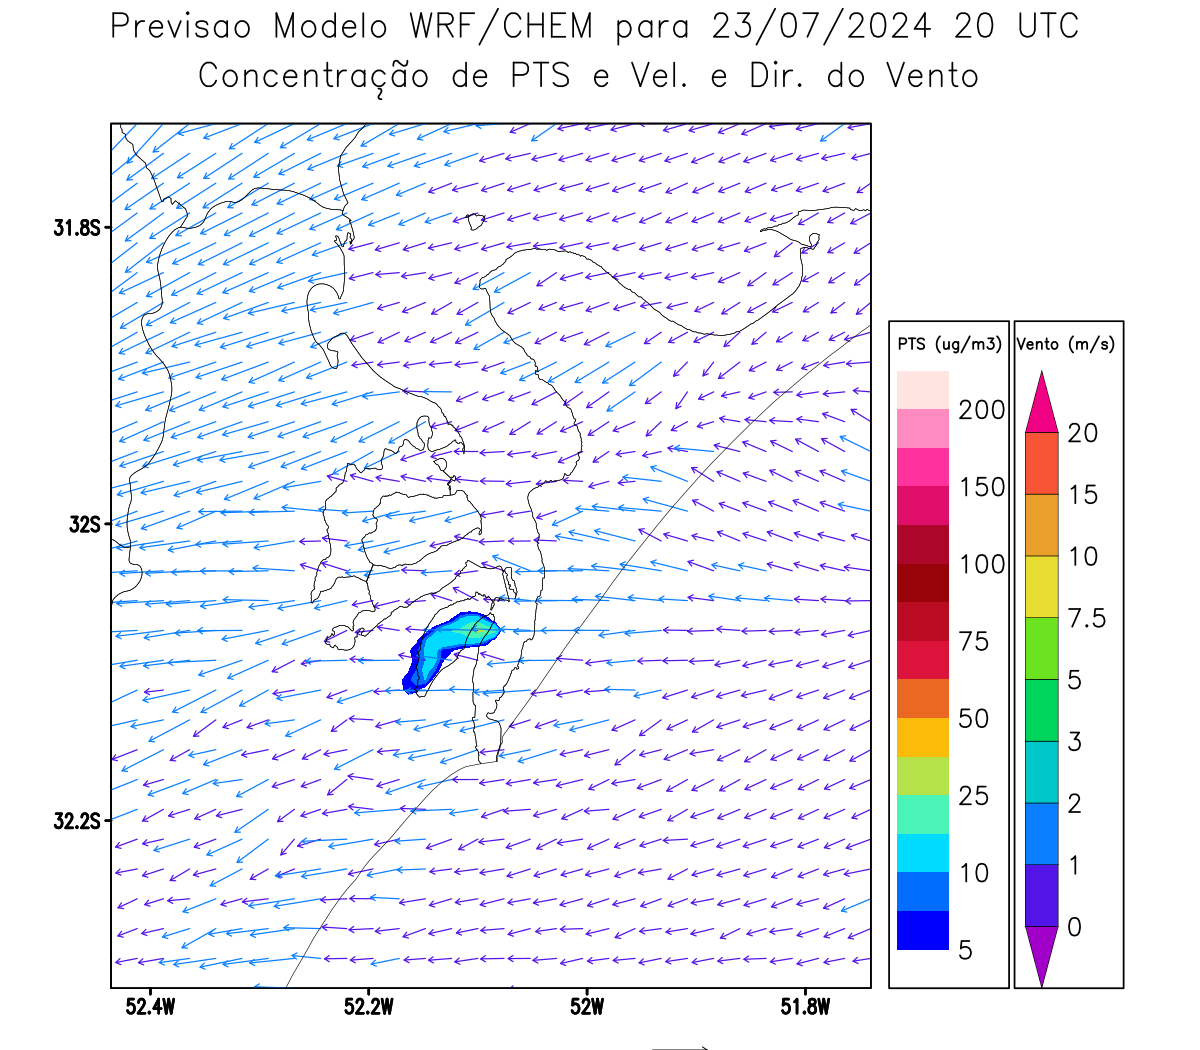 Previsao Modelo WRF/CHEM para 23/07/2024 20 UTC
Concentração de PTS e Vel. e Dir. do Vento
31.8S
32S
32.2S
52.4W 52.2W 52W 51.8W
PTS (ug/m3)
200
150
100
75
50
25
10
5
Vento (m/s)
20
15
10
7.5
5
3
2
1
0